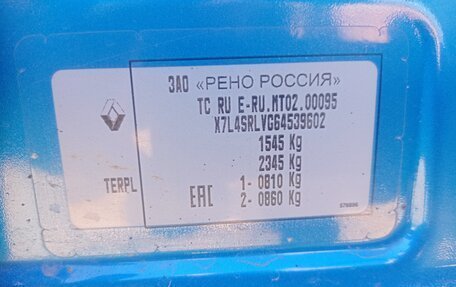 ЗАО «РЕНО РОССИЯ»
TC RU E-RU.MT02.00095
X7L4SRLVG64539602
1545 Kg
2345 Kg
TERPL
EAC
1- 0810 Kg
2- 0860 Kg